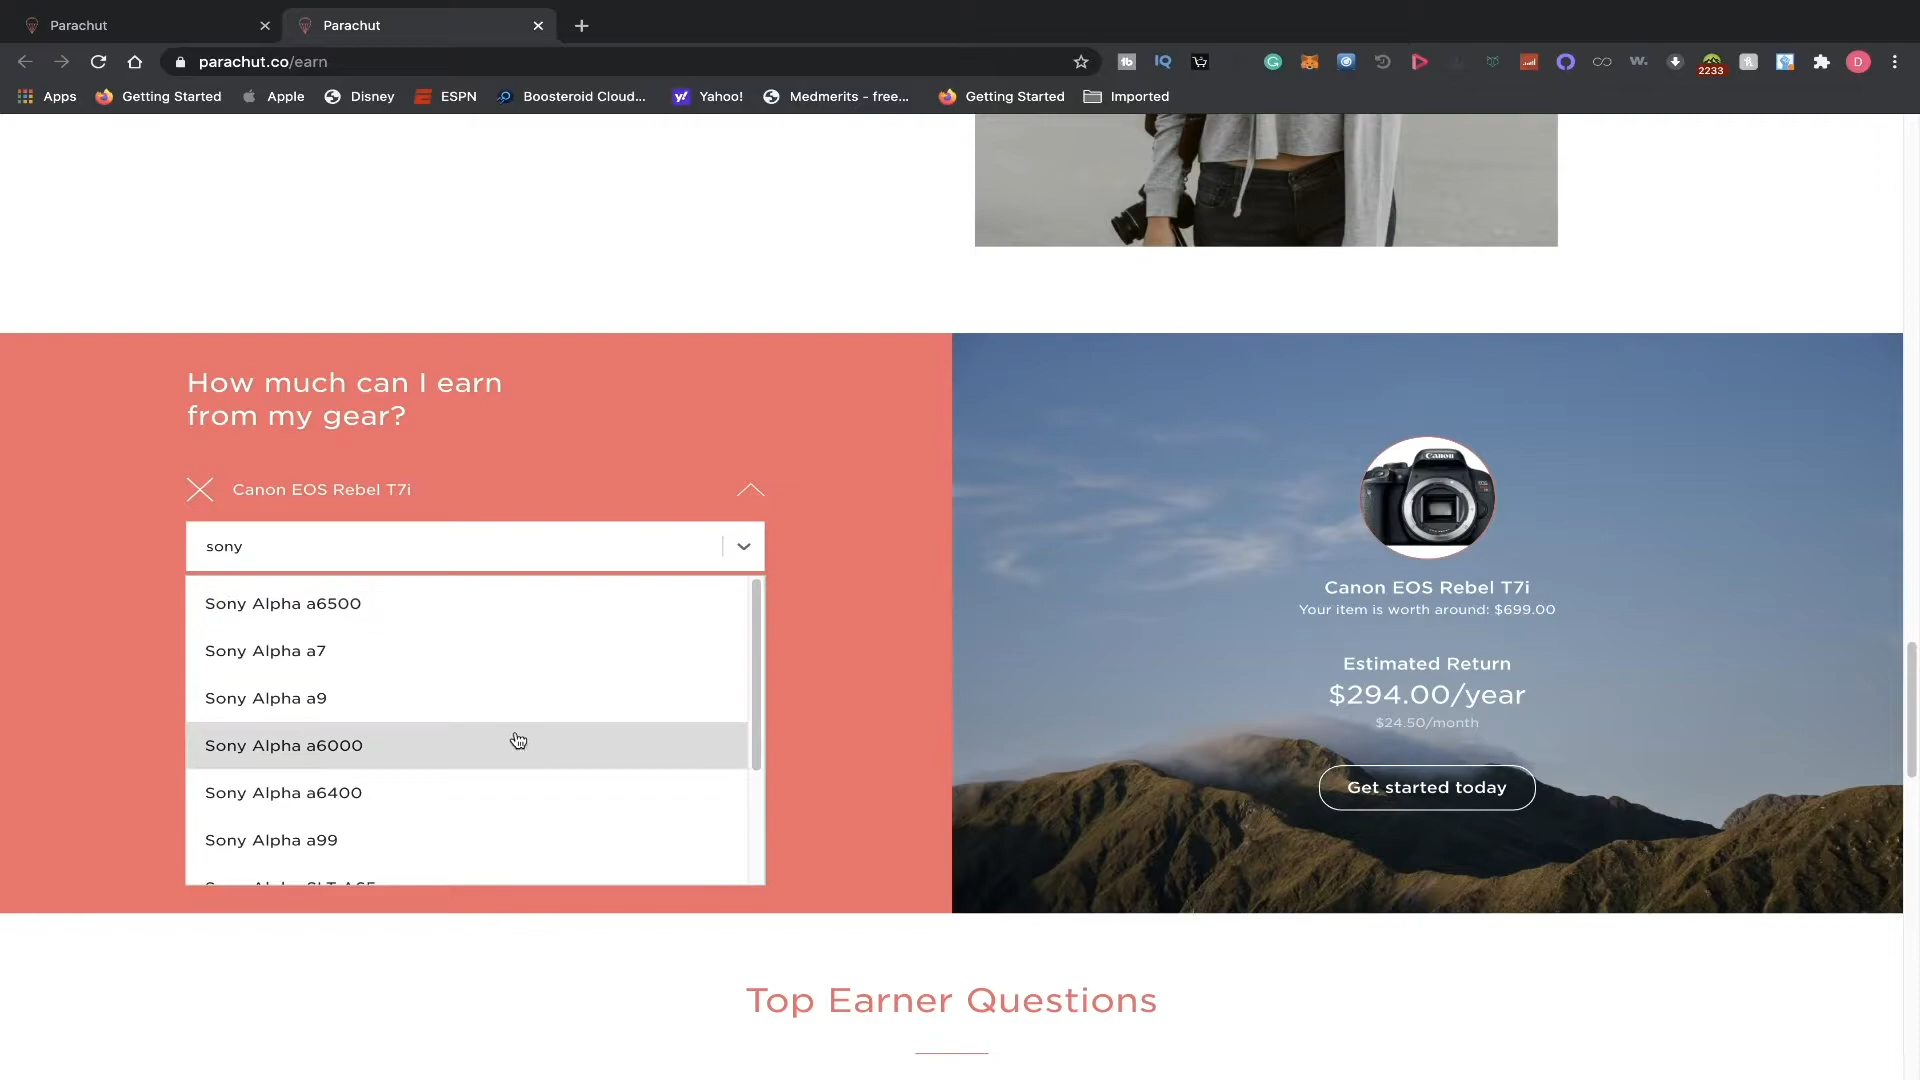 Parachut
Parachut
parachut.co/earn
2233
D
Apps
Getting Started
Apple
Disney
ESPN
Boosteroid Cloud...
Yahoo!
Medmerits - free...
Getting Started
Imported
How much can I earn
from my gear?
Canon EOS Rebel T7i
sony
Sony Alpha a6500
Sony Alpha a7
Sony Alpha a9
Sony Alpha a6000
Sony Alpha a6400
Sony Alpha a99
Canon
Canon EOS Rebel T7i
Your item is worth around: $699.00
Estimated Return
$294.00/year
$24.50/month
Get started today
Top Earner Questions